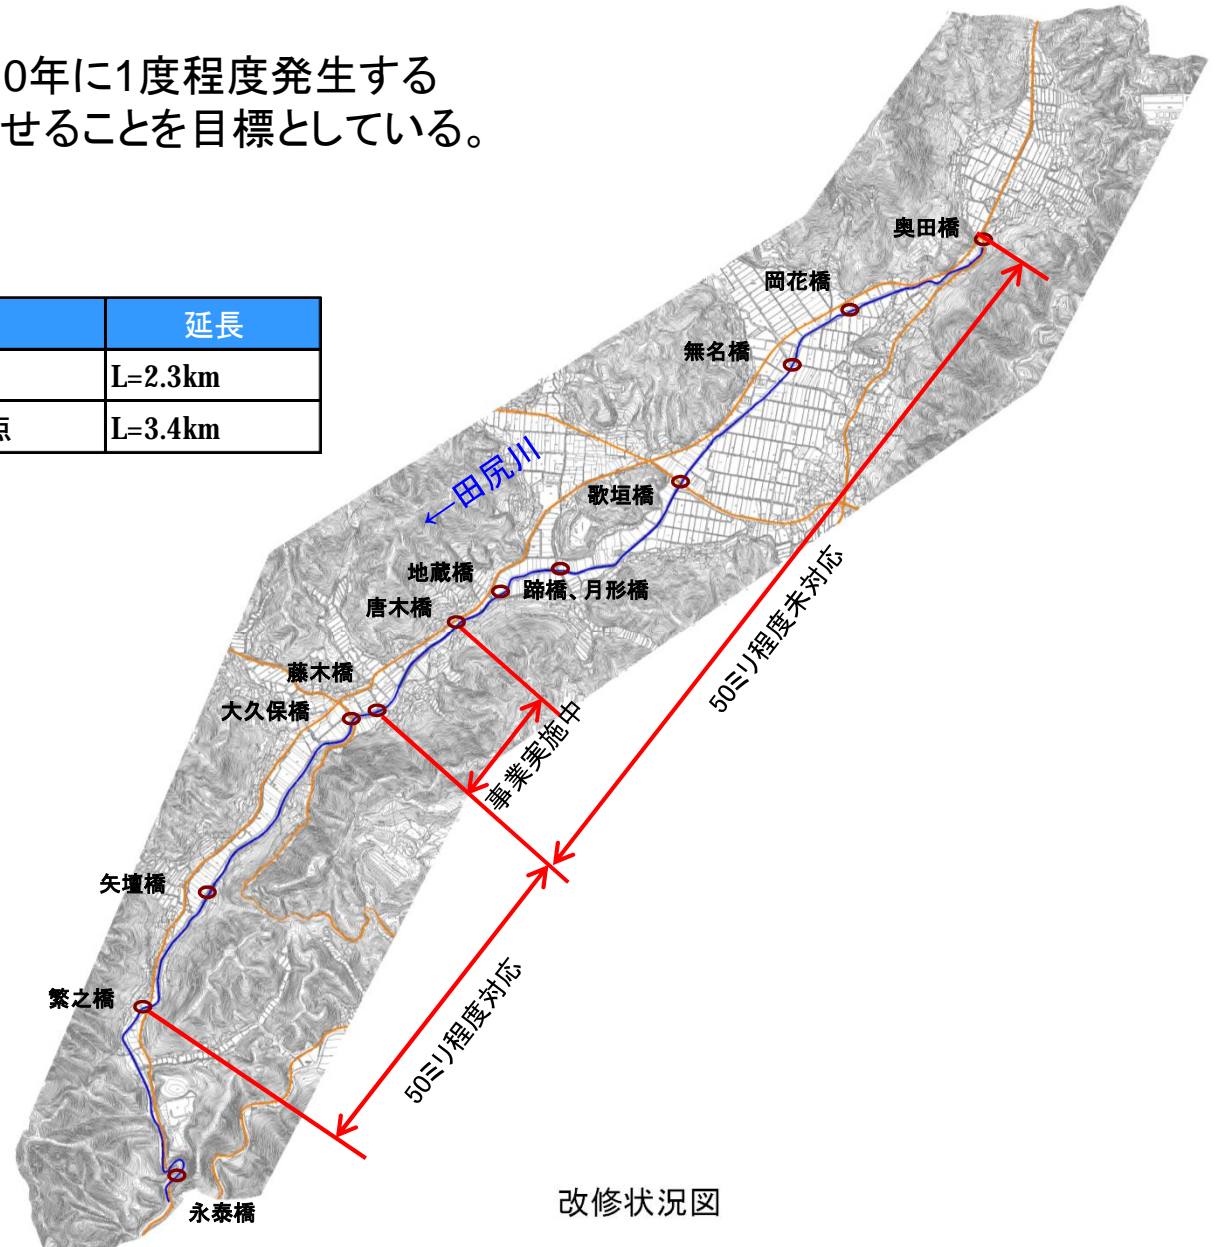 0年に1度程度発生する
せることを目標としている。
延長
L=2.3km
点
L=3.4km
奥田橋
岡花橋
無名橋
←田尻川
歌垣橋
地蔵橋
蹄橋、月形橋
唐木橋
藤木橋
大久保橋
50ミリ程度未対応
事業実施中
矢壇橋
繁之橋
50ミリ程度対応
永泰橋
改修状況図